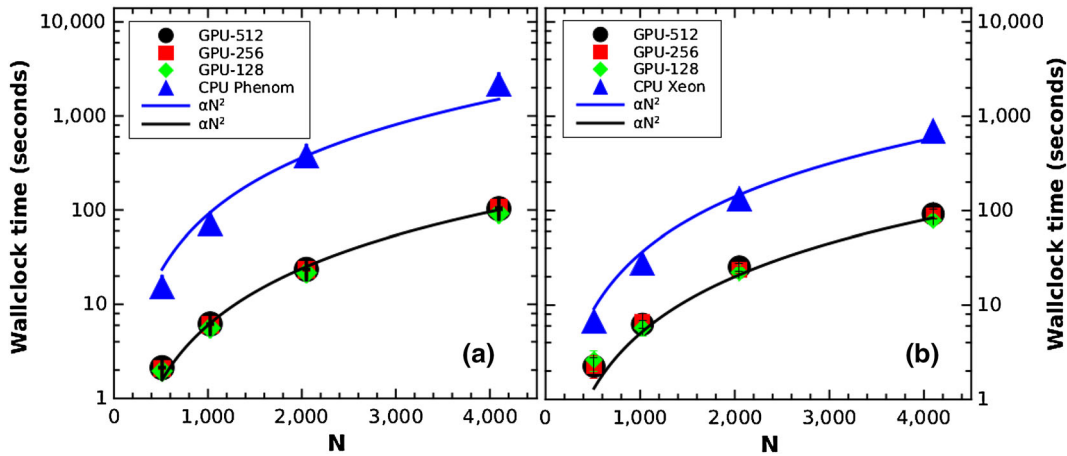 10,000
1,000
100
10
1
Wallclock time (seconds)
GPU-512
GPU-256
GPU-128
CPU Phenom
αN²
αN²
(a)
0
1,000
2,000
3,000
4,000
N
GPU-512
GPU-256
GPU-128
CPU Xeon
αN²
αN²
(b)
0
1,000
2,000
3,000
4,000
N
10,000
1,000
100
10
1
Wallclock time (seconds)